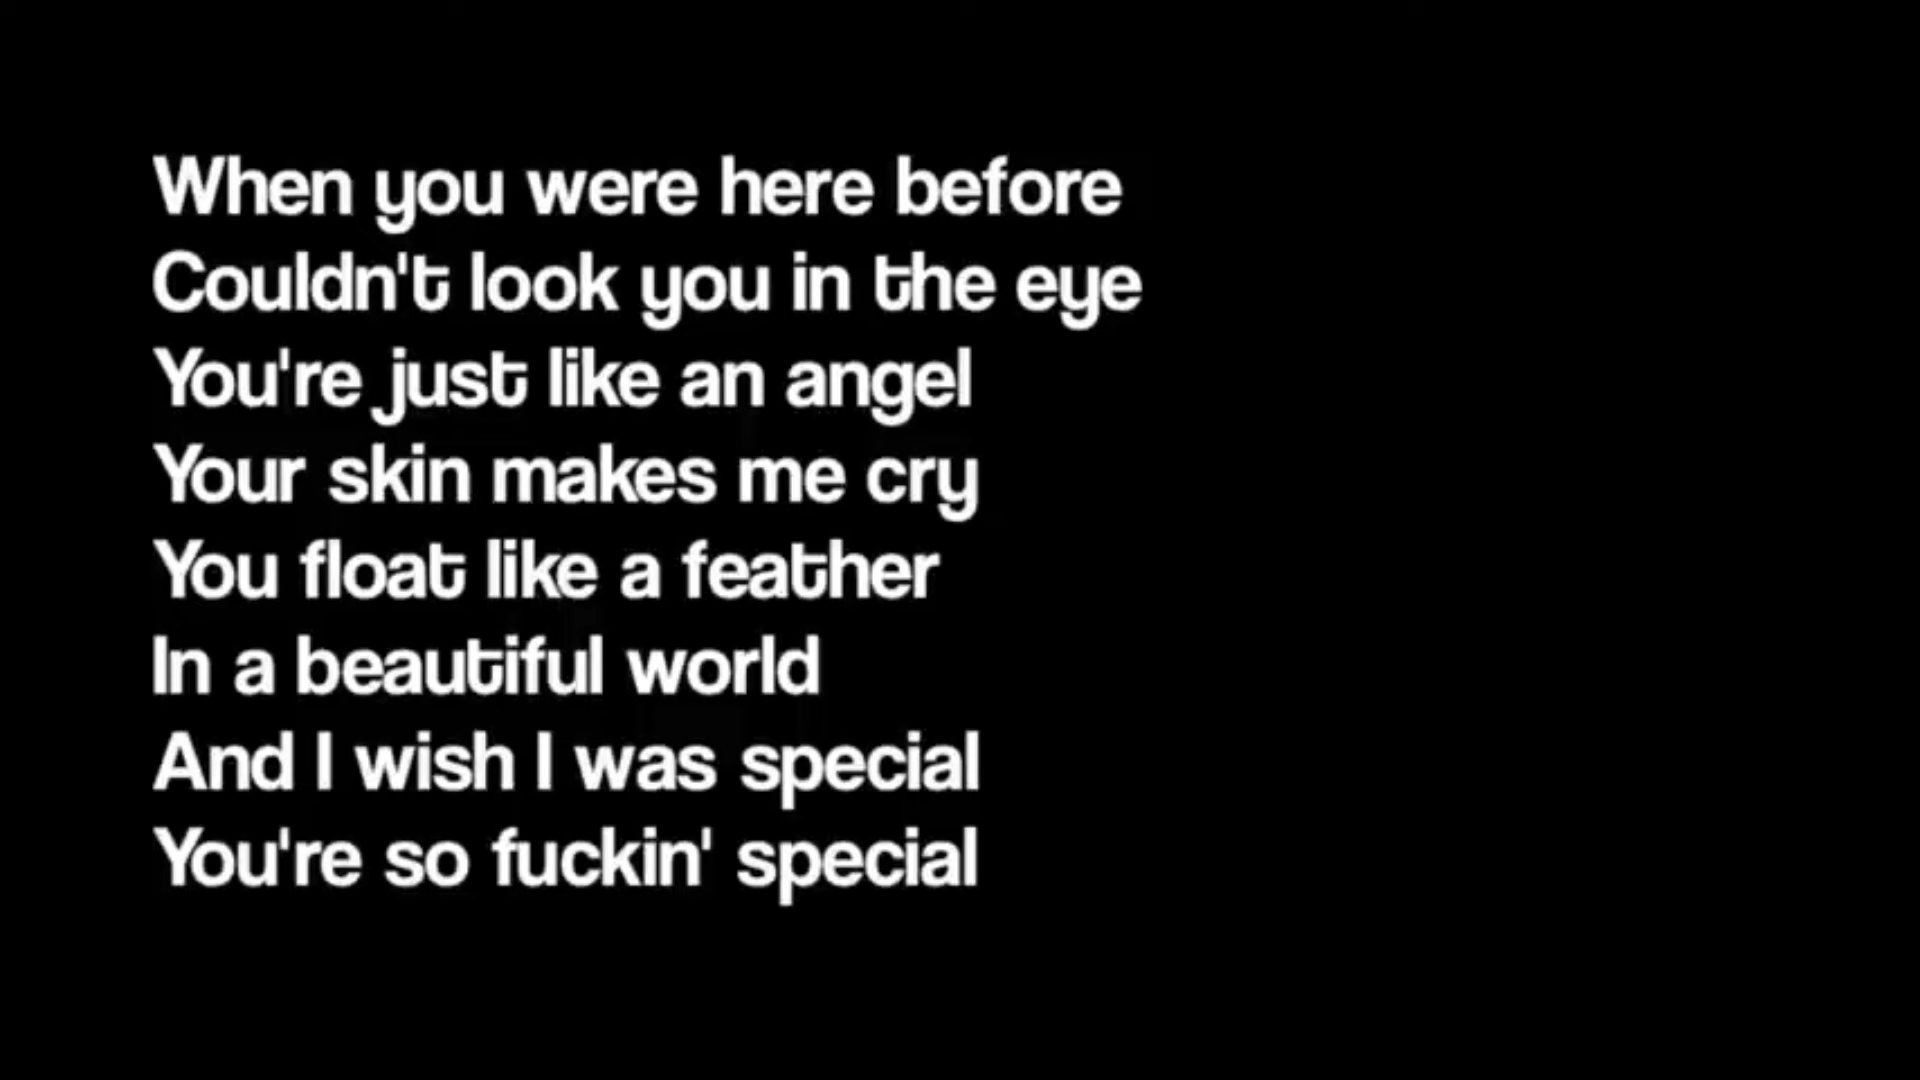 When you were here before
Couldn't look you in the eye
You're just like an angel
Your skin makes me cry
You float like a feather
In a beautiful world
And I wish I was special
You're so fuckin' special